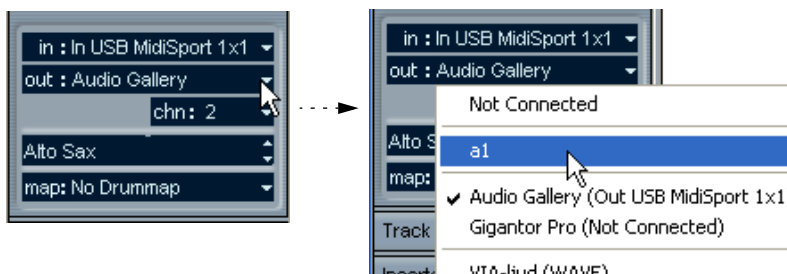 in : In USB MidiSport 1x1
out : Audio Gallery
chn: 2
Alto Sax
map: No Drummap
in : In USB MidiSport 1x1
out : Audio Gallery
Not Connected
Alto S
a1
map:
Audio Gallery (Out USB MidiSport 1x1
Track
Gigantor Pro (Not Connected)
Inserts
VIA-ljud (WAVE)